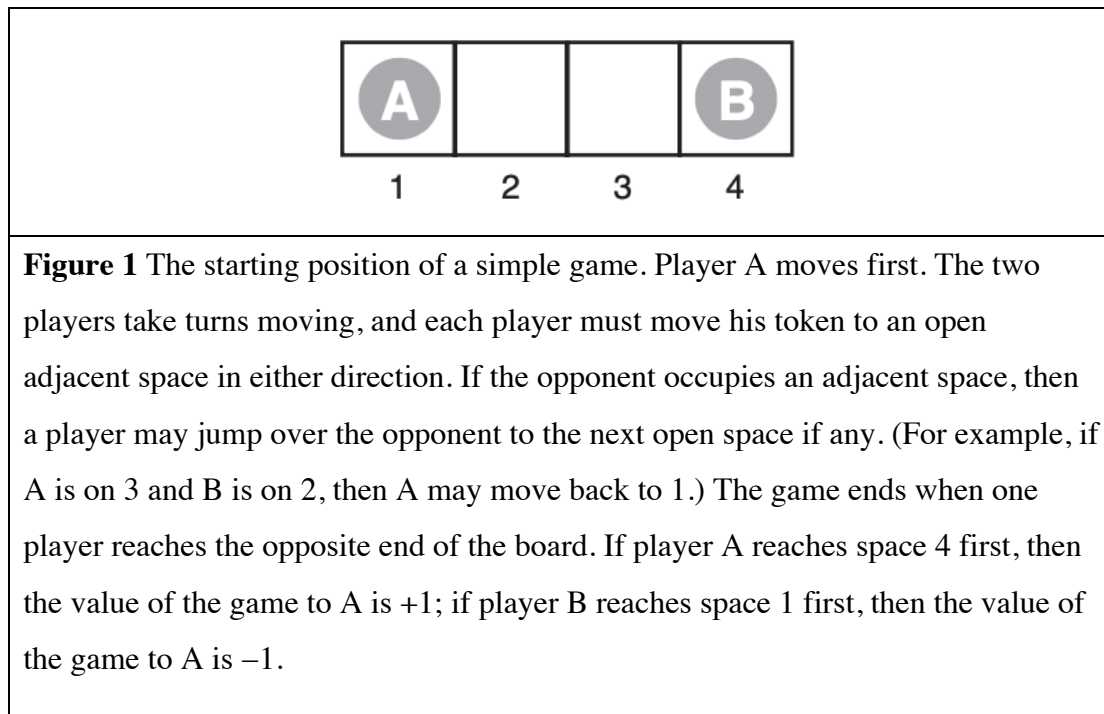 A B
1 2 3 4
Figure 1 The starting position of a simple game. Player A moves first. The two
players take turns moving, and each player must move his token to an open
adjacent space in either direction. If the opponent occupies an adjacent space, then
a player may jump over the opponent to the next open space if any. (For example, if
A is on 3 and B is on 2, then A may move back to 1.) The game ends when one
player reaches the opposite end of the board. If player A reaches space 4 first, then
the value of the game to A is +1; if player B reaches space 1 first, then the value of
the game to A is –1.